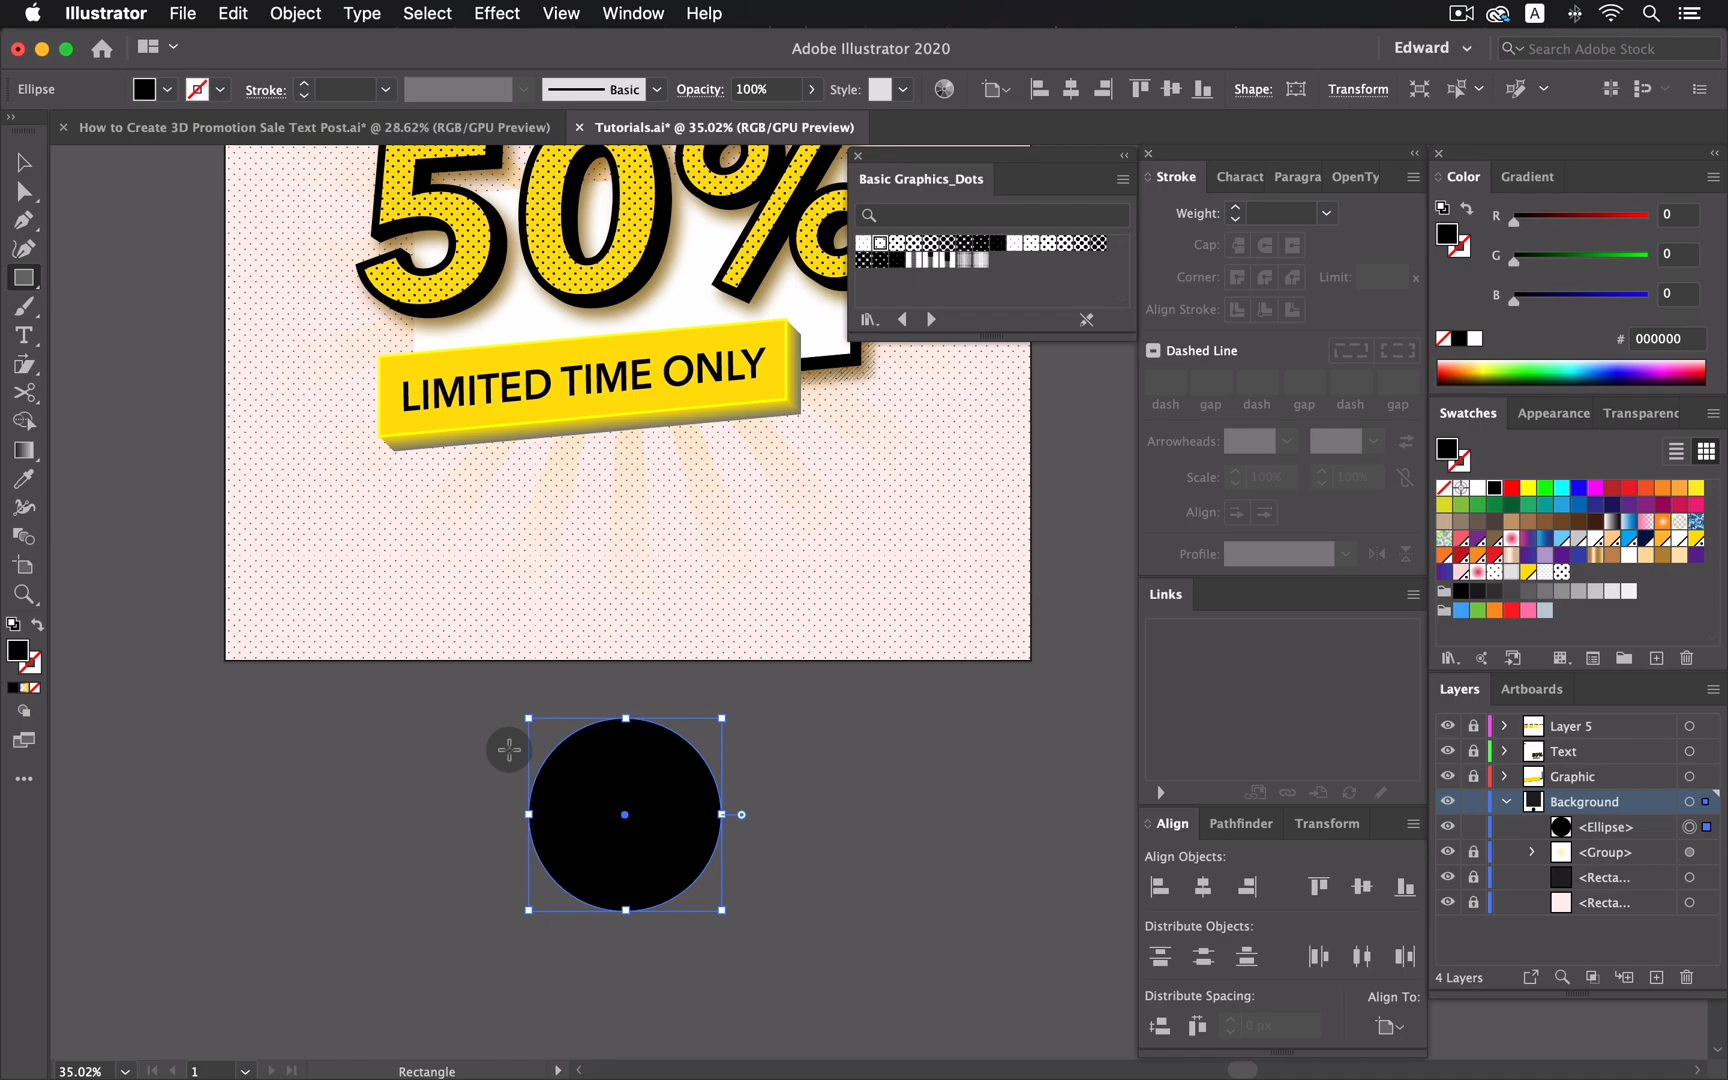 Illustrator File Edit Object Type Select Effect View Window Help
A
Adobe Illustrator 2020
Edward
Search Adobe Stock
Ellipse
Stroke:
Basic
Opacity: 100%
Style:
Shape:
Transform
How to Create 3D Promotion Sale Text Post.ai* @ 28.62% (RGB/GPU Preview)
Tutorials.ai* @ 35.02% (RGB/GPU Preview)
50%
LIMITED TIME ONLY
Basic Graphics_Dots
Stroke Charact Paragra OpenTy
Weight:
Cap:
Corner:
Limit:
x
Align Stroke:
Dashed Line
dash gap dash gap dash gap
Arrowheads:
Scale: 100% 100%
Align:
Profile:
Links
Align Pathfinder Transform
Align Objects:
Distribute Objects:
Distribute Spacing:
Align To:
0 px
Color Gradient
R 0
G 0
B 0
# 000000
Swatches Appearance Transparenc
Layers Artboards
Layer 5
Text
Graphic
Background
<Ellipse>
<Group>
<Recta...
<Recta...
4 Layers
35.02%
1
Rectangle